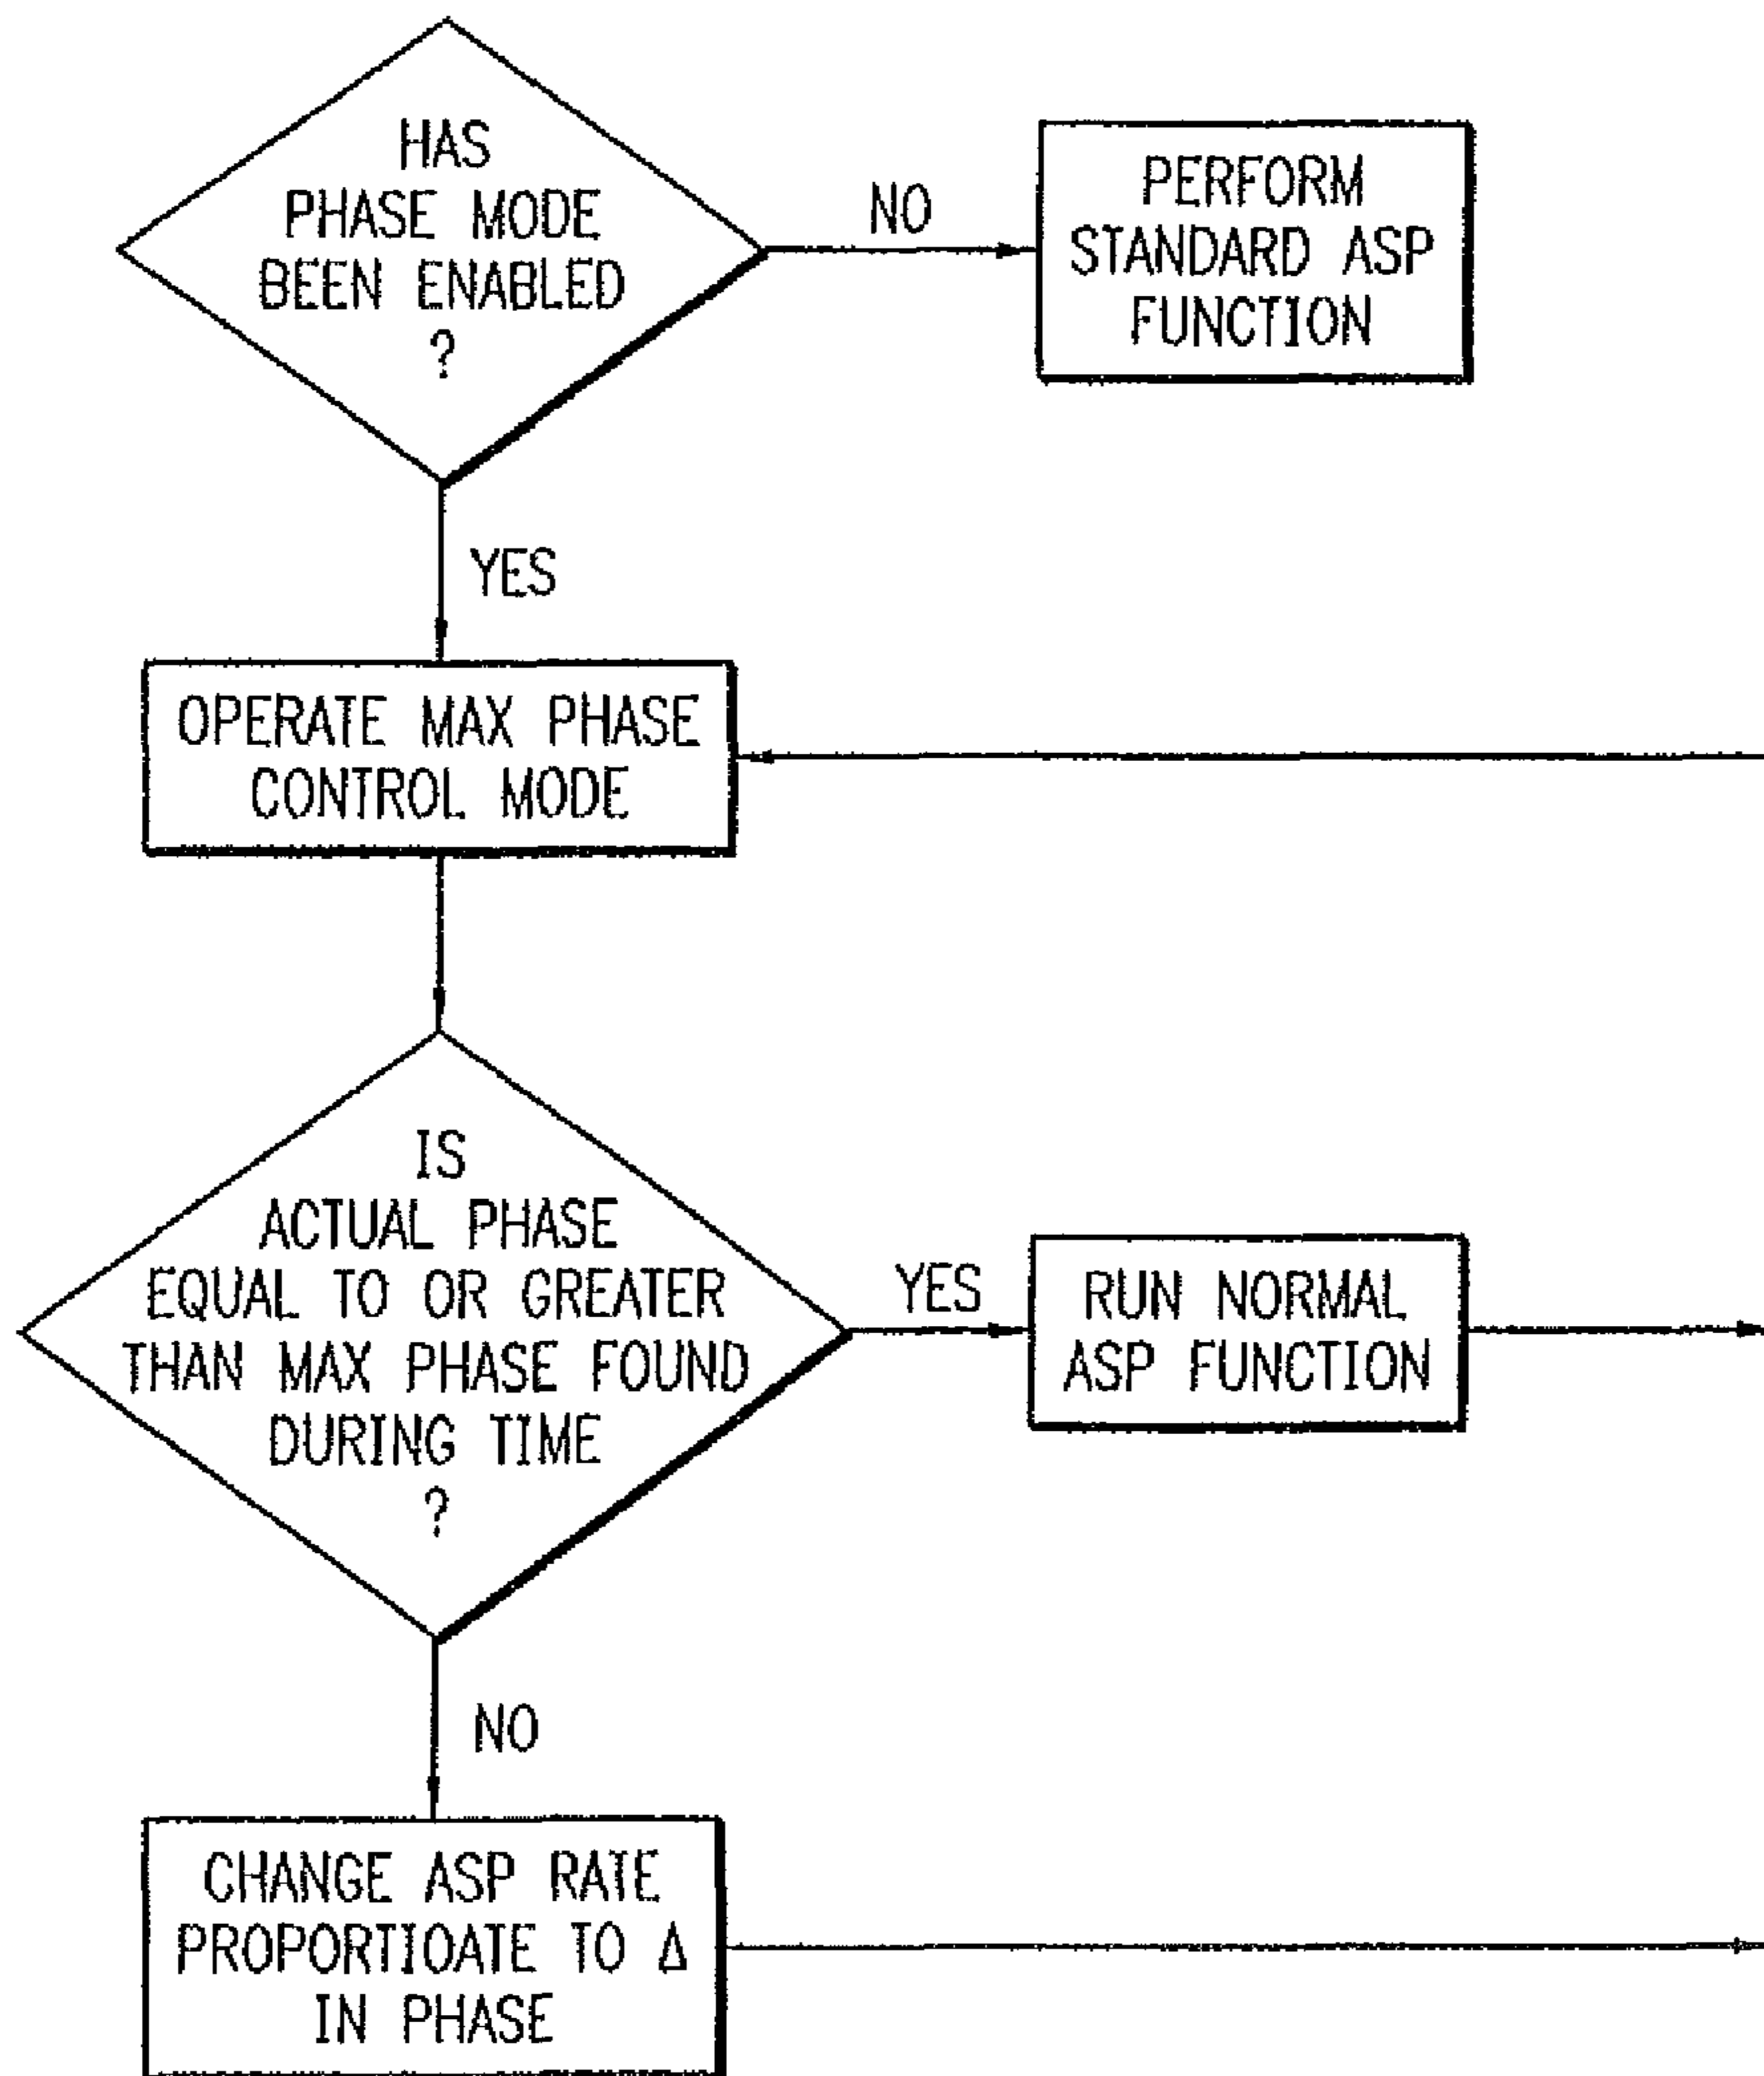 HAS
PHASE MODE
BEEN ENABLED
?
NO
PERFORM
STANDARD ASP
FUNCTION
YES
OPERATE MAX PHASE
CONTROL MODE
IS
ACTUAL PHASE
EQUAL TO OR GREATER
THAN MAX PHASE FOUND
DURING TIME
?
YES
RUN NORMAL
ASP FUNCTION
NO
CHANGE ASP RATE
PROPORTIOATE TO Δ
IN PHASE